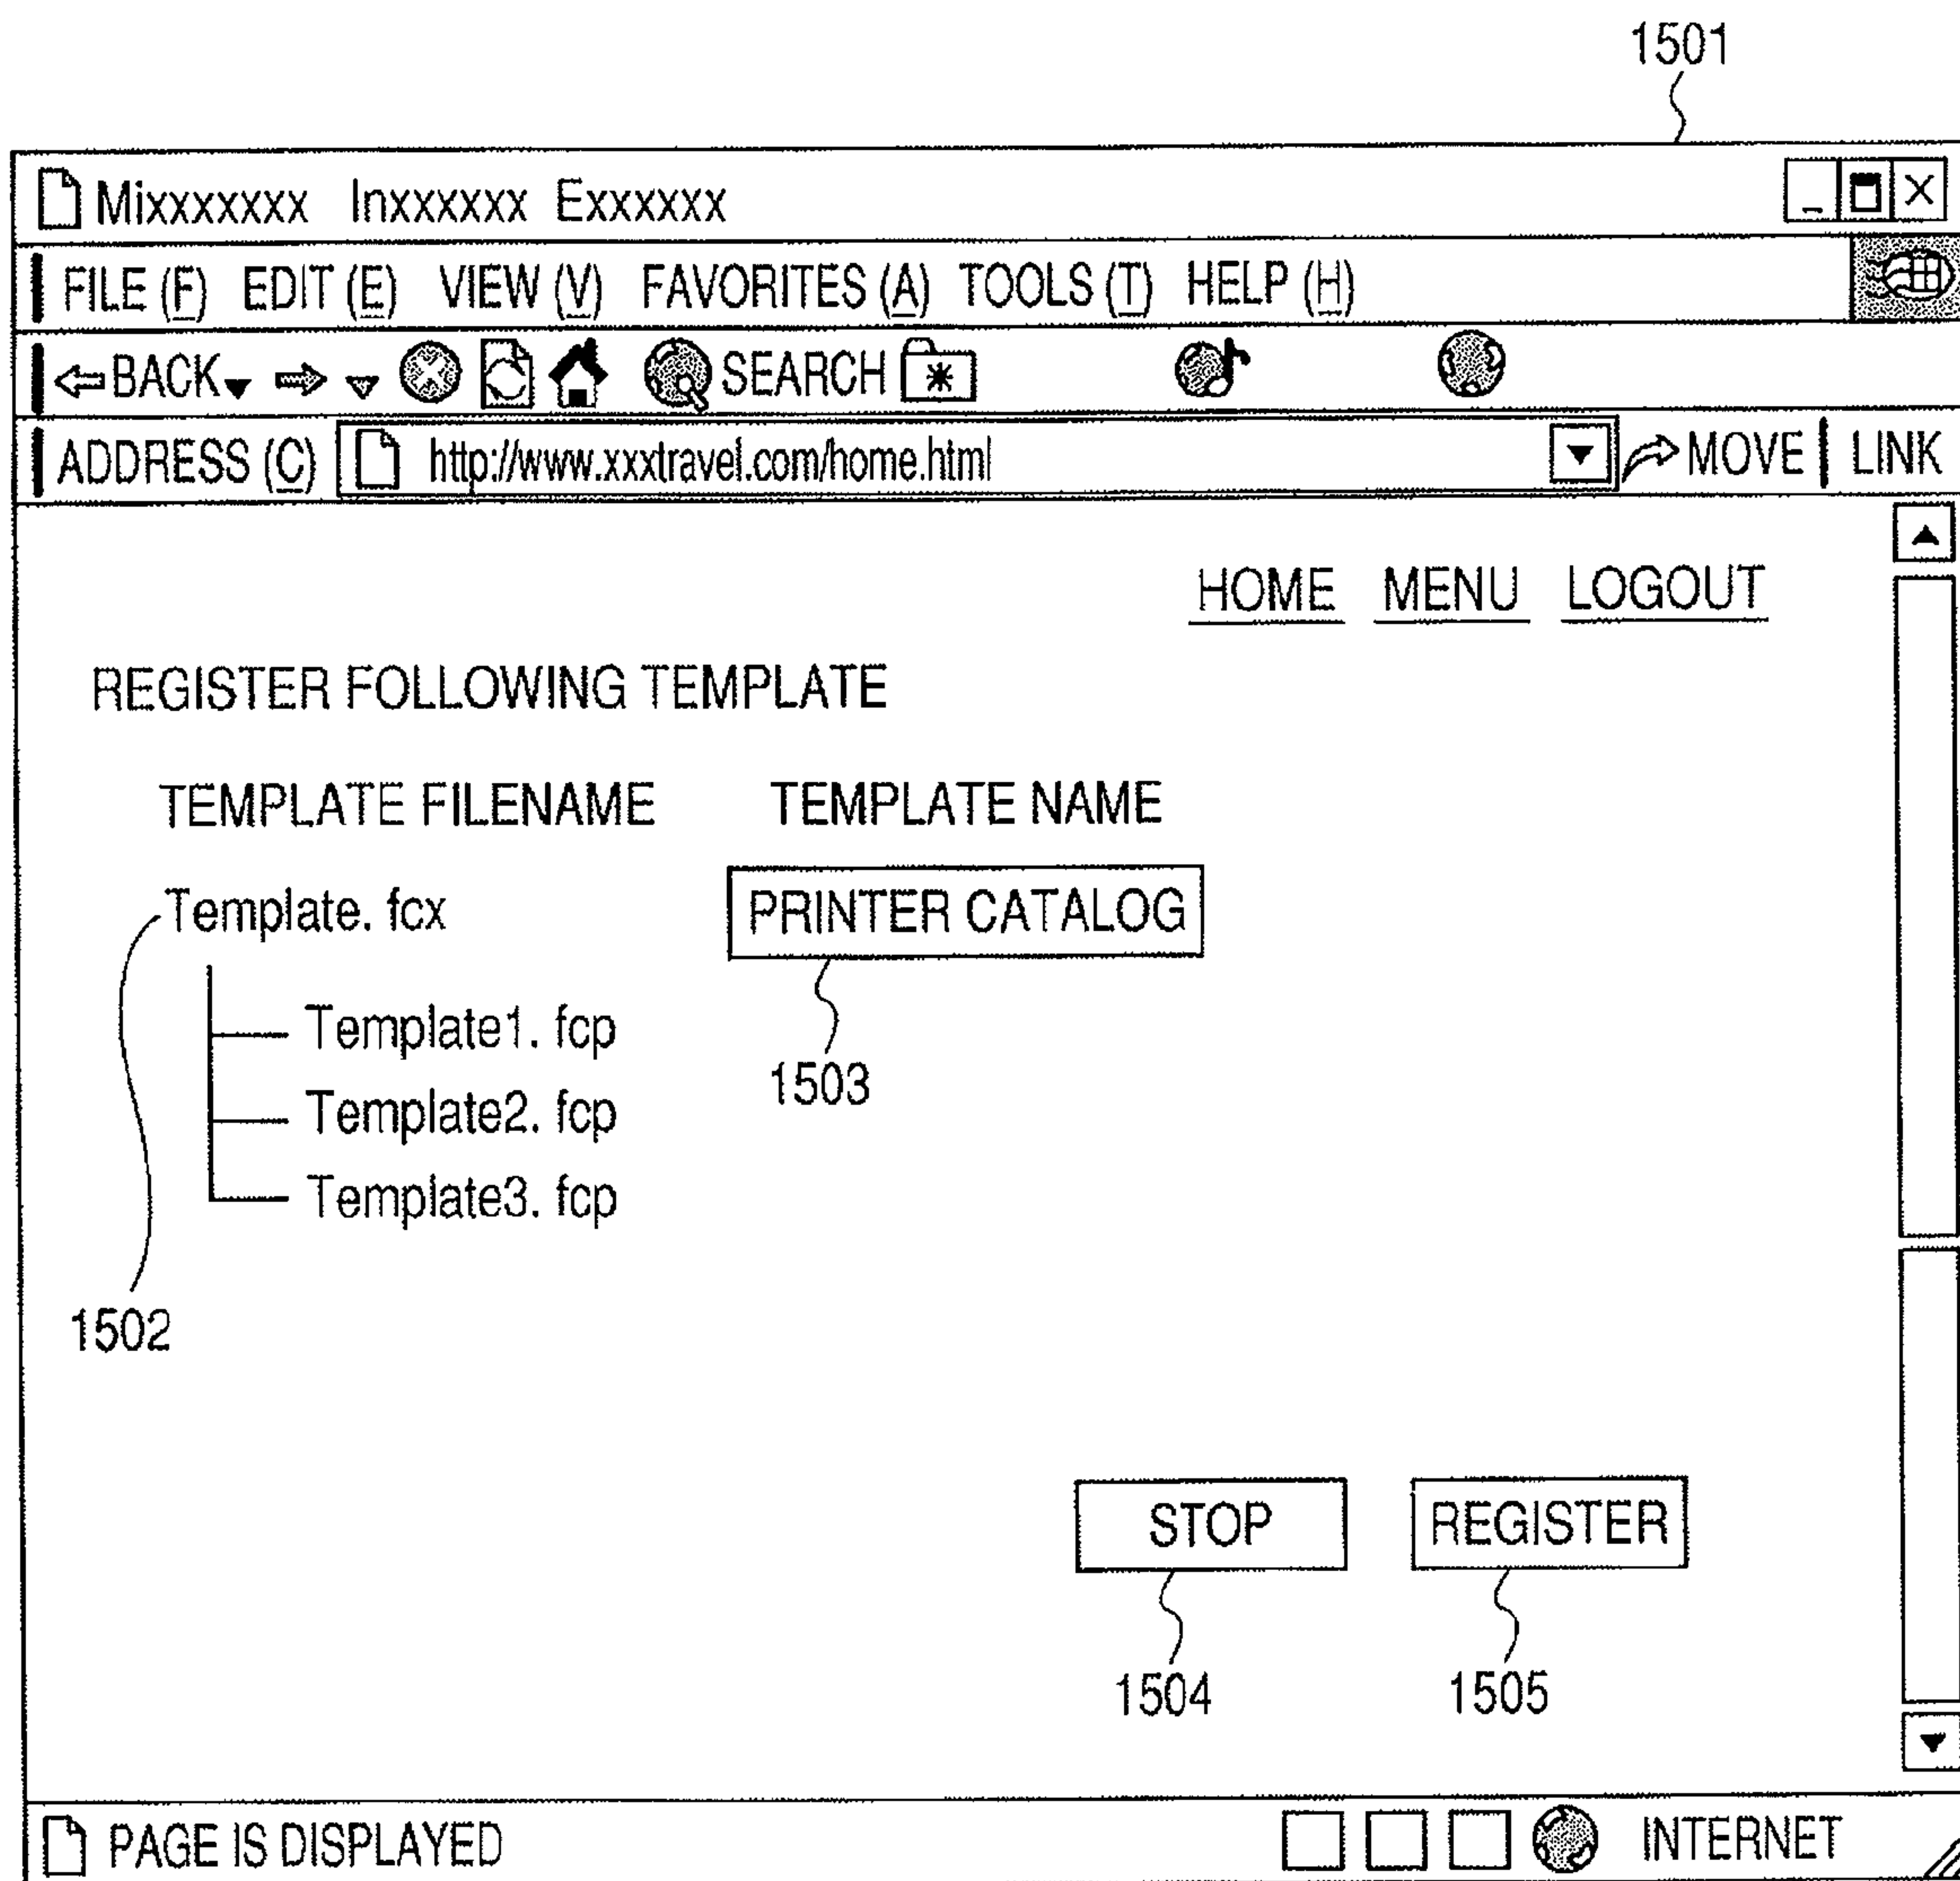 1501
Mixxxxxxx Inxxxxxx Exxxxxx
FILE (F) EDIT (E) VIEW (V) FAVORITES (A) TOOLS (T) HELP (H)
BACK SEARCH
ADDRESS (C) http://www.xxxtravel.com/home.html MOVE LINK
HOME MENU LOGOUT
REGISTER FOLLOWING TEMPLATE
TEMPLATE FILENAME TEMPLATE NAME
Template. fcx PRINTER CATALOG
Template1. fcp
1503
Template2. fcp
Template3. fcp
1502
STOP REGISTER
1504 1505
PAGE IS DISPLAYED INTERNET